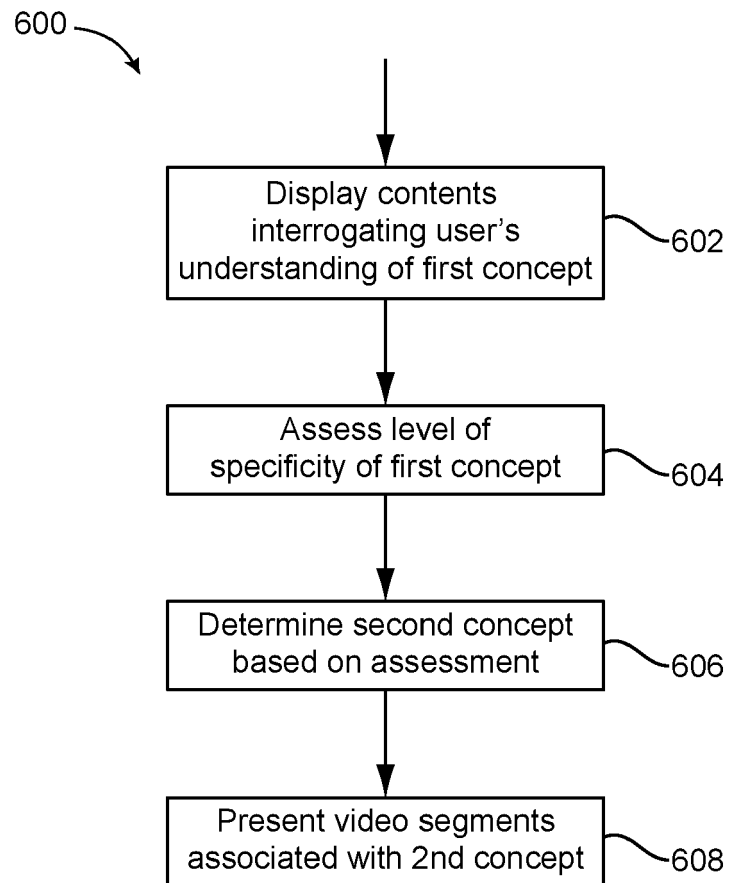 600
Display contents
interrogating user's
understanding of first concept
602
Assess level of
specificity of first concept
604
Determine second concept
based on assessment
606
Present video segments
associated with 2nd concept
608